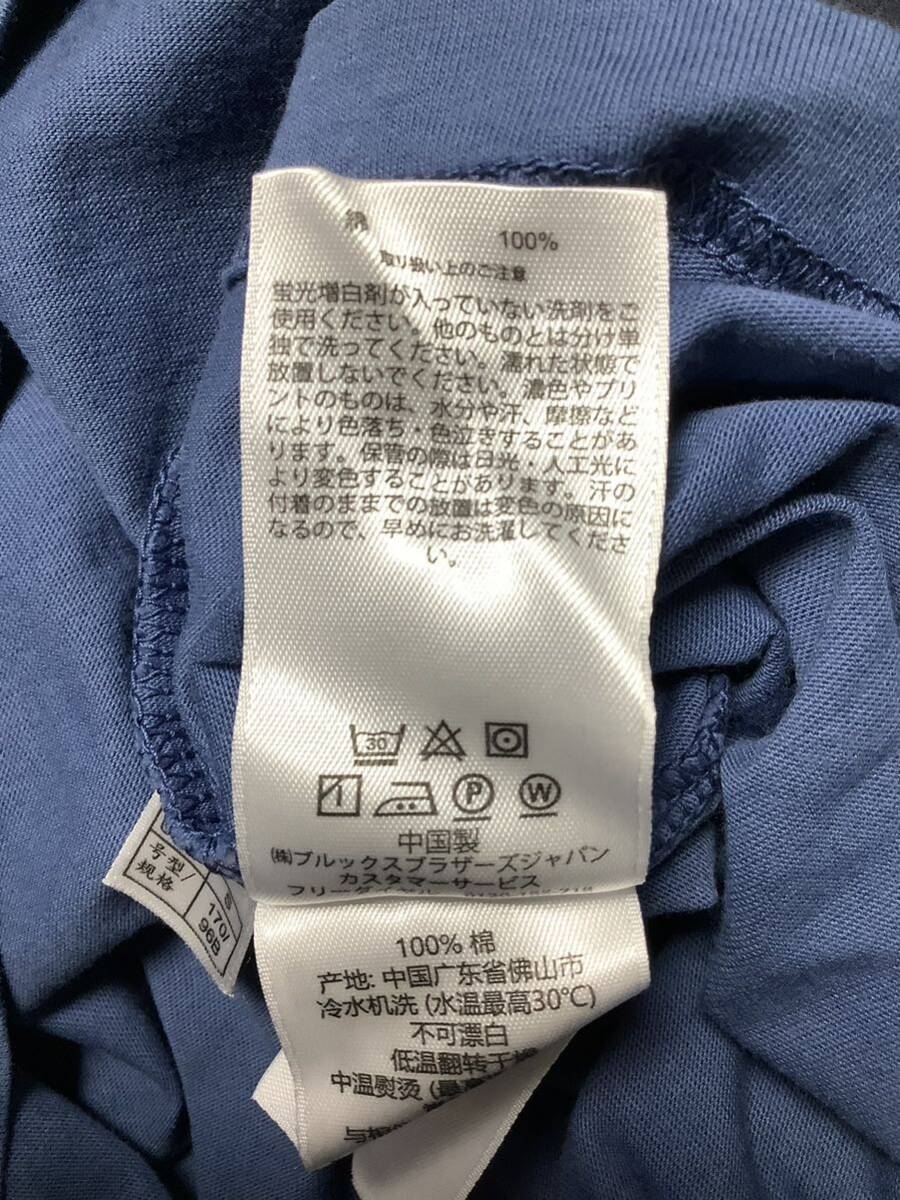 綿 100%
取り扱い上のご注意
蛍光増白剤が入っていない洗剤をご
使用ください。他のものとは分け単
独で洗ってください。濡れた状態で
放置しないでください。濃色やプリ
ントのものは、水分や汗、摩擦など
により色落ち・色泣きすることがあ
ります。保管の際は日光・人工光に
より変色することがあります。汗の
付着のままでの放置は変色の原因に
なるので、早めにお洗濯してくださ
い。
30
P W
中国製
㈱ブルックスブラザーズジャパン
カスタマーサービス
号型/
规格
S
170/
96B
100% 棉
产地: 中国广东省佛山市
冷水机洗 (水温最高30℃)
不可漂白
低温翻转干
中温熨烫